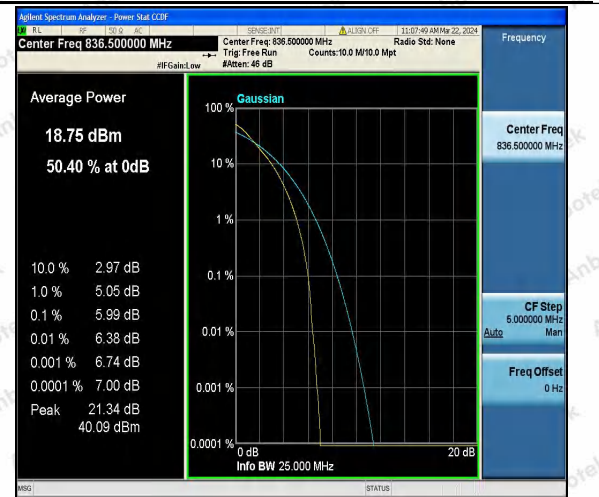 Agilent Spectrum Analyzer - Power Stat CCDF
RL RF 50 Ω AC SENSE:INT ALIGN OFF 11:07:49 AM Mar 22, 2024
Center Freq 836.500000 MHz
Center Freq: 836.500000 MHz Radio Std: None
Trig: Free Run Counts:10.0 M/10.0 Mpt
#IFGain:Low #Atten: 46 dB
Frequency
Average Power
18.75 dBm
50.40 % at 0dB
10.0 % 2.97 dB
1.0 % 5.05 dB
0.1 % 5.99 dB
0.01 % 6.38 dB
0.001 % 6.74 dB
0.0001 % 7.00 dB
Peak 21.34 dB
40.09 dBm
Gaussian
100 %
10 %
1 %
0.1 %
0.01 %
0.001 %
0.0001 %
0 dB 20 dB
Info BW 25.000 MHz
Center Freq
836.500000 MHz
CF Step
5.000000 MHz
Auto Man
Freq Offset
0 Hz
MSG STATUS